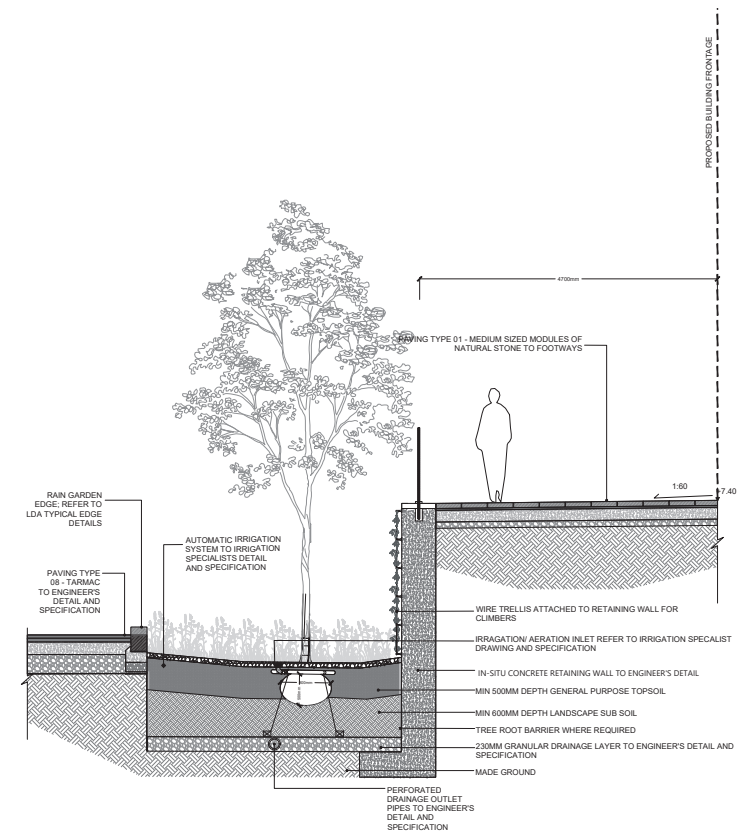 PROPOSED BUILDING FRONTAGE
4700mm
PAVING TYPE 01 - MEDIUM SIZED MODULES OF
NATURAL STONE TO FOOTWAYS
1:60
+7.40
RAIN GARDEN
EDGE; REFER TO
LDA TYPICAL EDGE
DETAILS
AUTOMATIC IRRIGATION
SYSTEM TO IRRIGATION
SPECIALISTS DETAIL
AND SPECIFICATION
PAVING TYPE
08 - TARMAC
TO ENGINEER'S
DETAIL AND
SPECIFICATION
WIRE TRELLIS ATTACHED TO RETAINING WALL FOR
CLIMBERS
IRRAGATION/ AERATION INLET REFER TO IRRIGATION SPECALIST
DRAWING AND SPECIFICATION
IN-SITU CONCRETE RETAINING WALL TO ENGINEER'S DETAIL
MIN 500MM DEPTH GENERAL PURPOSE TOPSOIL
MIN 600MM DEPTH LANDSCAPE SUB SOIL
TREE ROOT BARRIER WHERE REQUIRED
230MM GRANULAR DRAINAGE LAYER TO ENGINEER'S DETAIL AND
SPECIFICATION
MADE GROUND
PERFORATED
DRAINAGE OUTLET
PIPES TO ENGINEER'S
DETAIL AND
SPECIFICATION